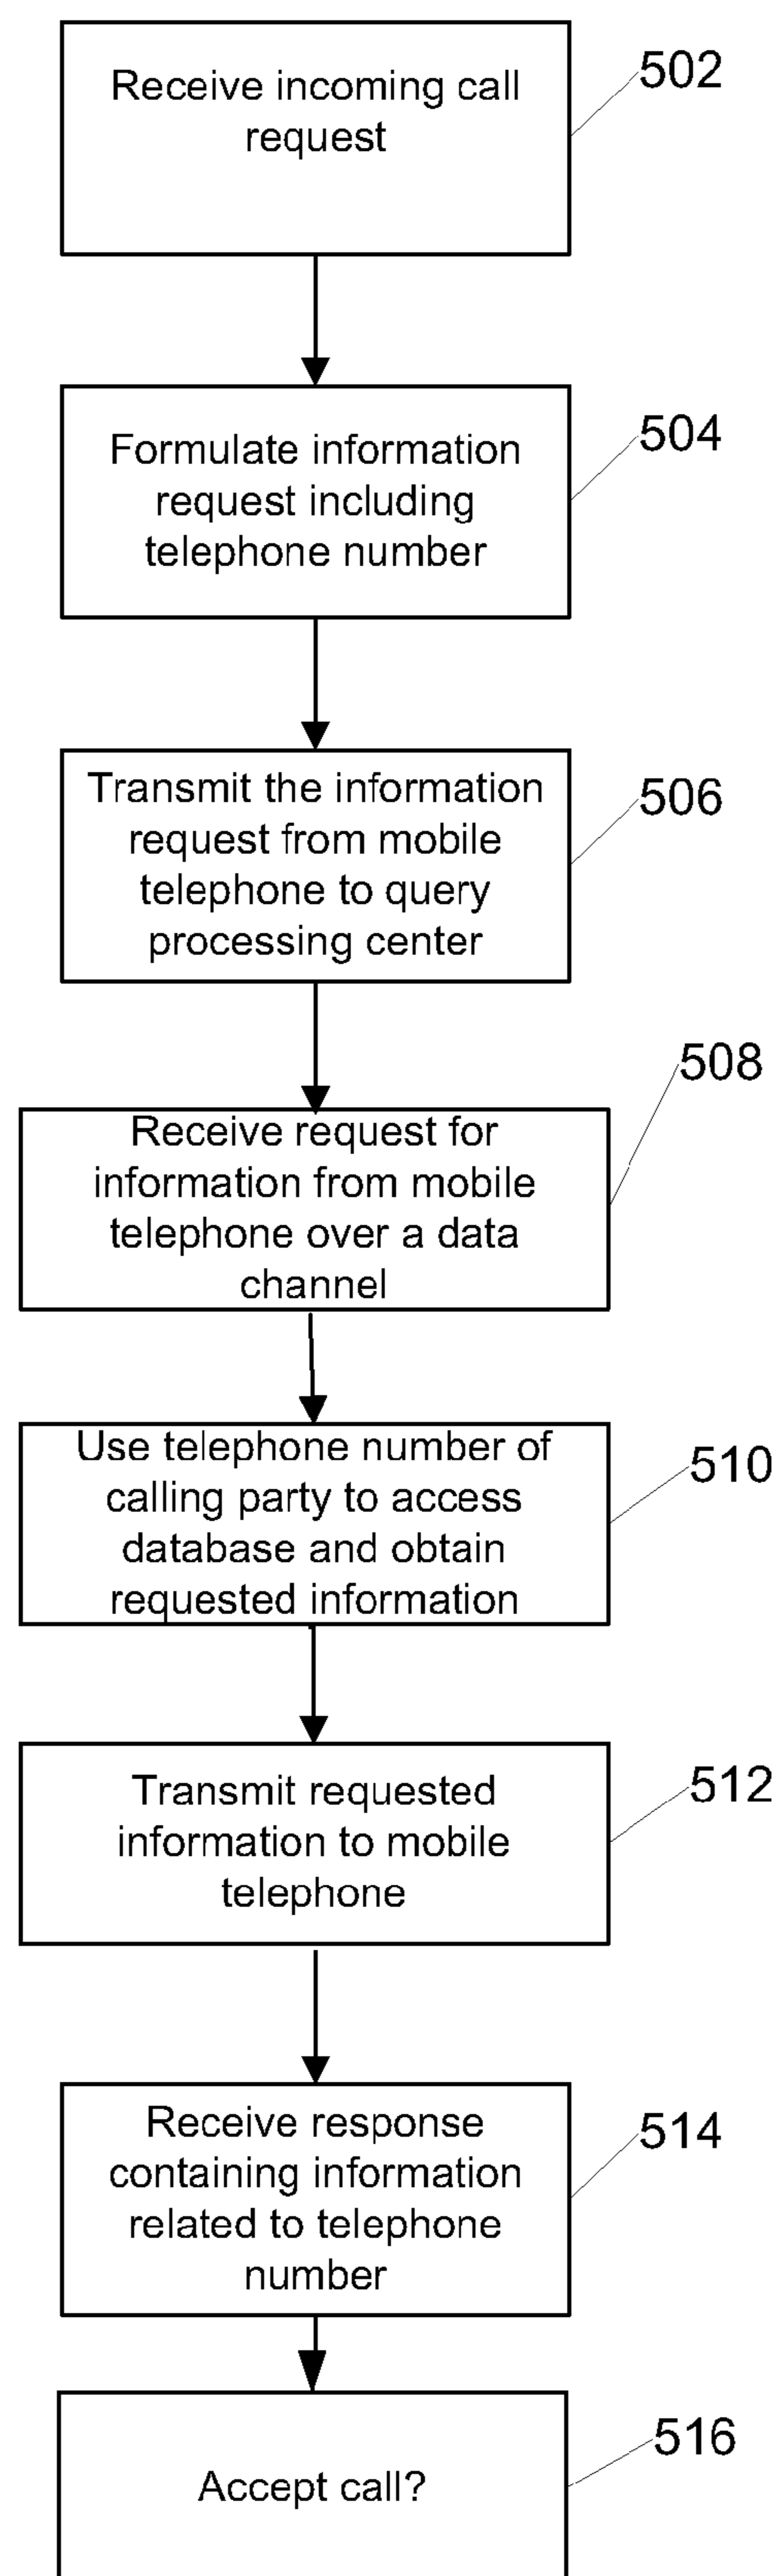 Receive incoming call
request
502
Formulate information
request including
telephone number
504
Transmit the information
request from mobile
telephone to query
processing center
506
Receive request for
information from mobile
telephone over a data
channel
508
Use telephone number of
calling party to access
database and obtain
requested information
510
Transmit requested
information to mobile
telephone
512
Receive response
containing information
related to telephone
number
514
Accept call?
516